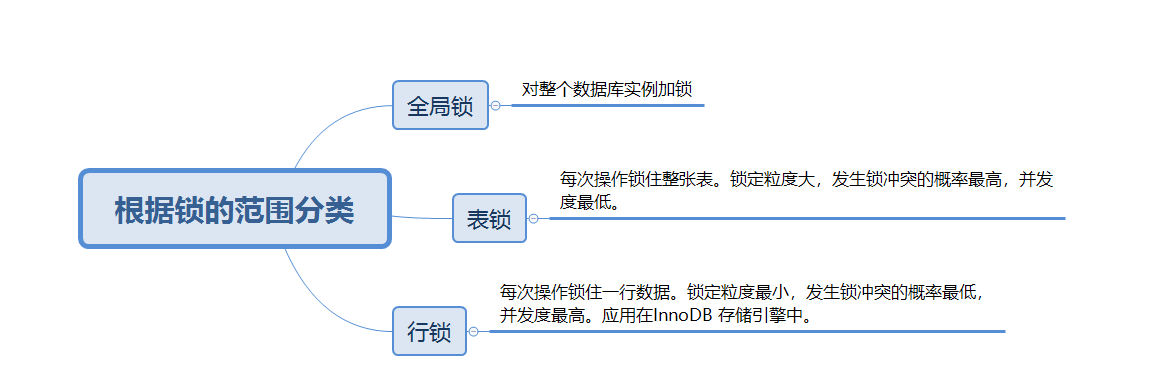 根据锁的范围分类
全局锁
对整个数据库实例加锁
表锁
每次操作锁住整张表。锁定粒度大，发生锁冲突的概率最高，并发
度最低。
行锁
每次操作锁住一行数据。锁定粒度最小，发生锁冲突的概率最低，
并发度最高。应用在InnoDB 存储引擎中。